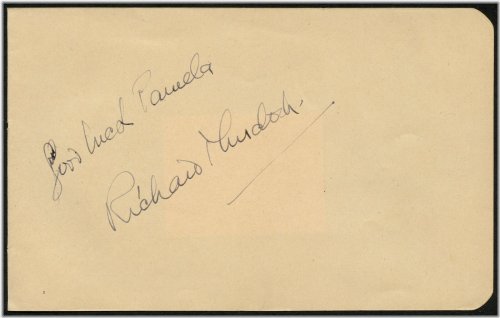 Good Luck Pamela
Richard Murdoch.